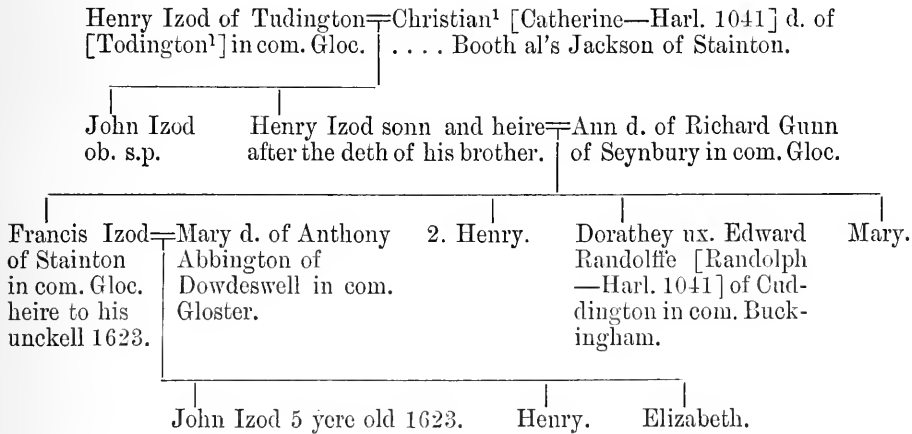 Henry Izod of Tudington Christian¹ [Catherine—Harl. 1041] d. of
[Todington¹] in com. Gloc. . . . . Booth al's Jackson of Stainton.
John Izod
ob. s.p.
Henry Izod sonn and heire
after the deth of his brother.
Ann d. of Richard Gunn
of Seynbury in com. Gloc.
Francis Izod
of Stainton
in com. Gloc.
heire to his
unckell 1623.
Mary d. of Anthony
Abbington of
Dowdeswell in com.
Gloster.
2. Henry.
Dorathey ux. Edward
Randolffe [Randolph
—Harl. 1041] of Cud-
dington in com. Buck-
ingham.
Mary.
John Izod 5 yere old 1623.
Henry.
Elizabeth.